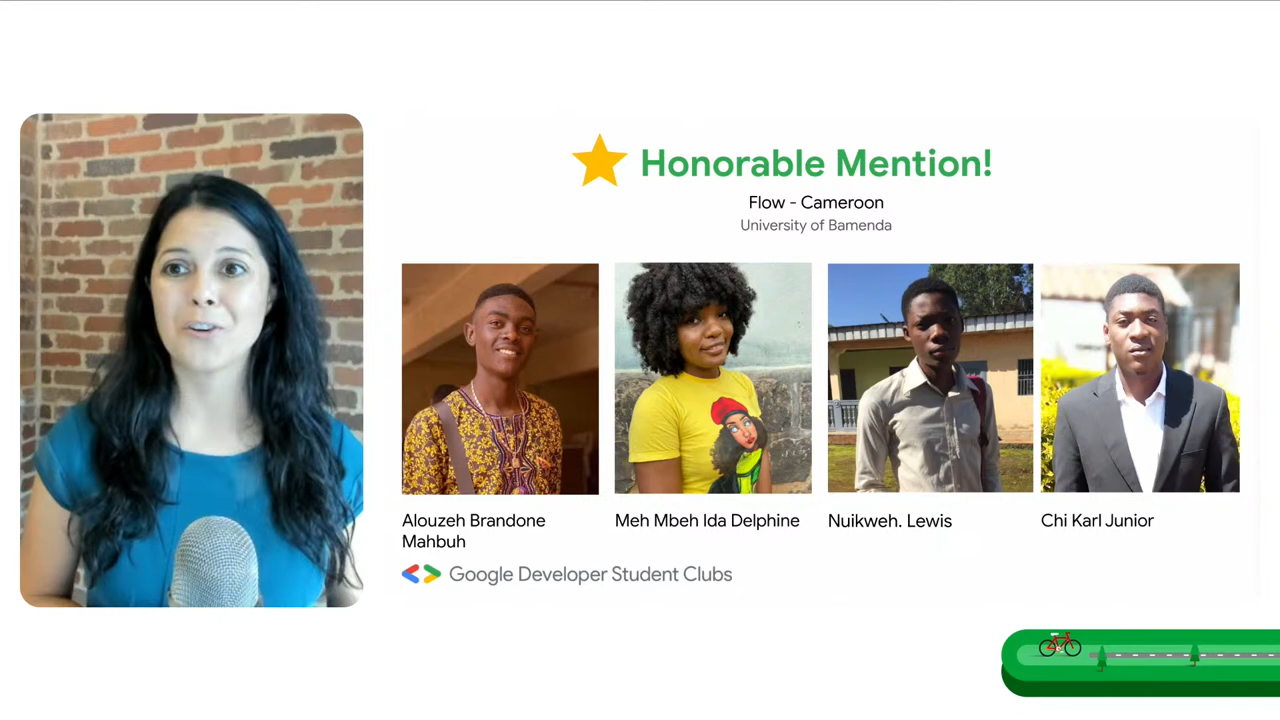 Honorable Mention!
Flow - Cameroon
University of Bamenda
Alouzeh Brandone
Mahbuh
Meh Mbeh Ida Delphine
Nuikweh. Lewis
Chi Karl Junior
Google Developer Student Clubs